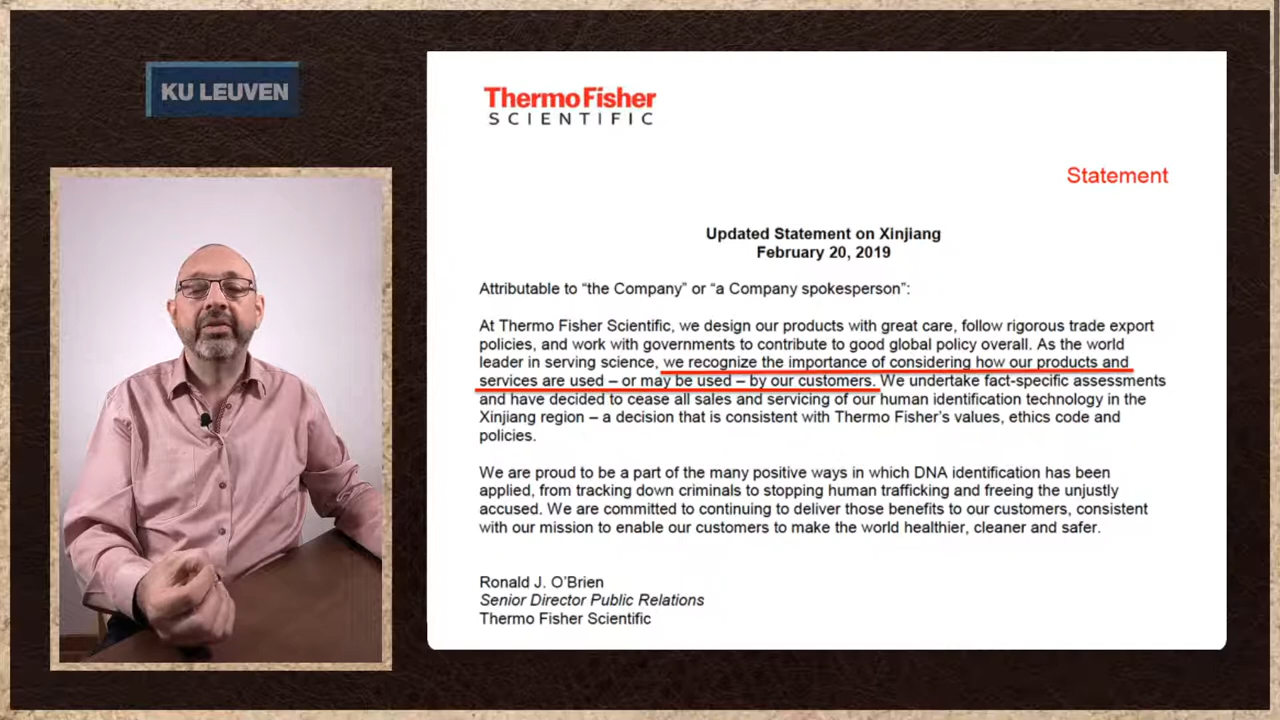 KU LEUVEN
ThermoFisher
SCIENTIFIC
Statement
Updated Statement on Xinjiang
February 20, 2019
Attributable to “the Company” or “a Company spokesperson”:
At Thermo Fisher Scientific, we design our products with great care, follow rigorous trade export
policies, and work with governments to contribute to good global policy overall. As the world
leader in serving science, we recognize the importance of considering how our products and
services are used – or may be used – by our customers. We undertake fact-specific assessments
and have decided to cease all sales and servicing of our human identification technology in the
Xinjiang region – a decision that is consistent with Thermo Fisher’s values, ethics code and
policies.
We are proud to be a part of the many positive ways in which DNA identification has been
applied, from tracking down criminals to stopping human trafficking and freeing the unjustly
accused. We are committed to continuing to deliver those benefits to our customers, consistent
with our mission to enable our customers to make the world healthier, cleaner and safer.
Ronald J. O’Brien
Senior Director Public Relations
Thermo Fisher Scientific